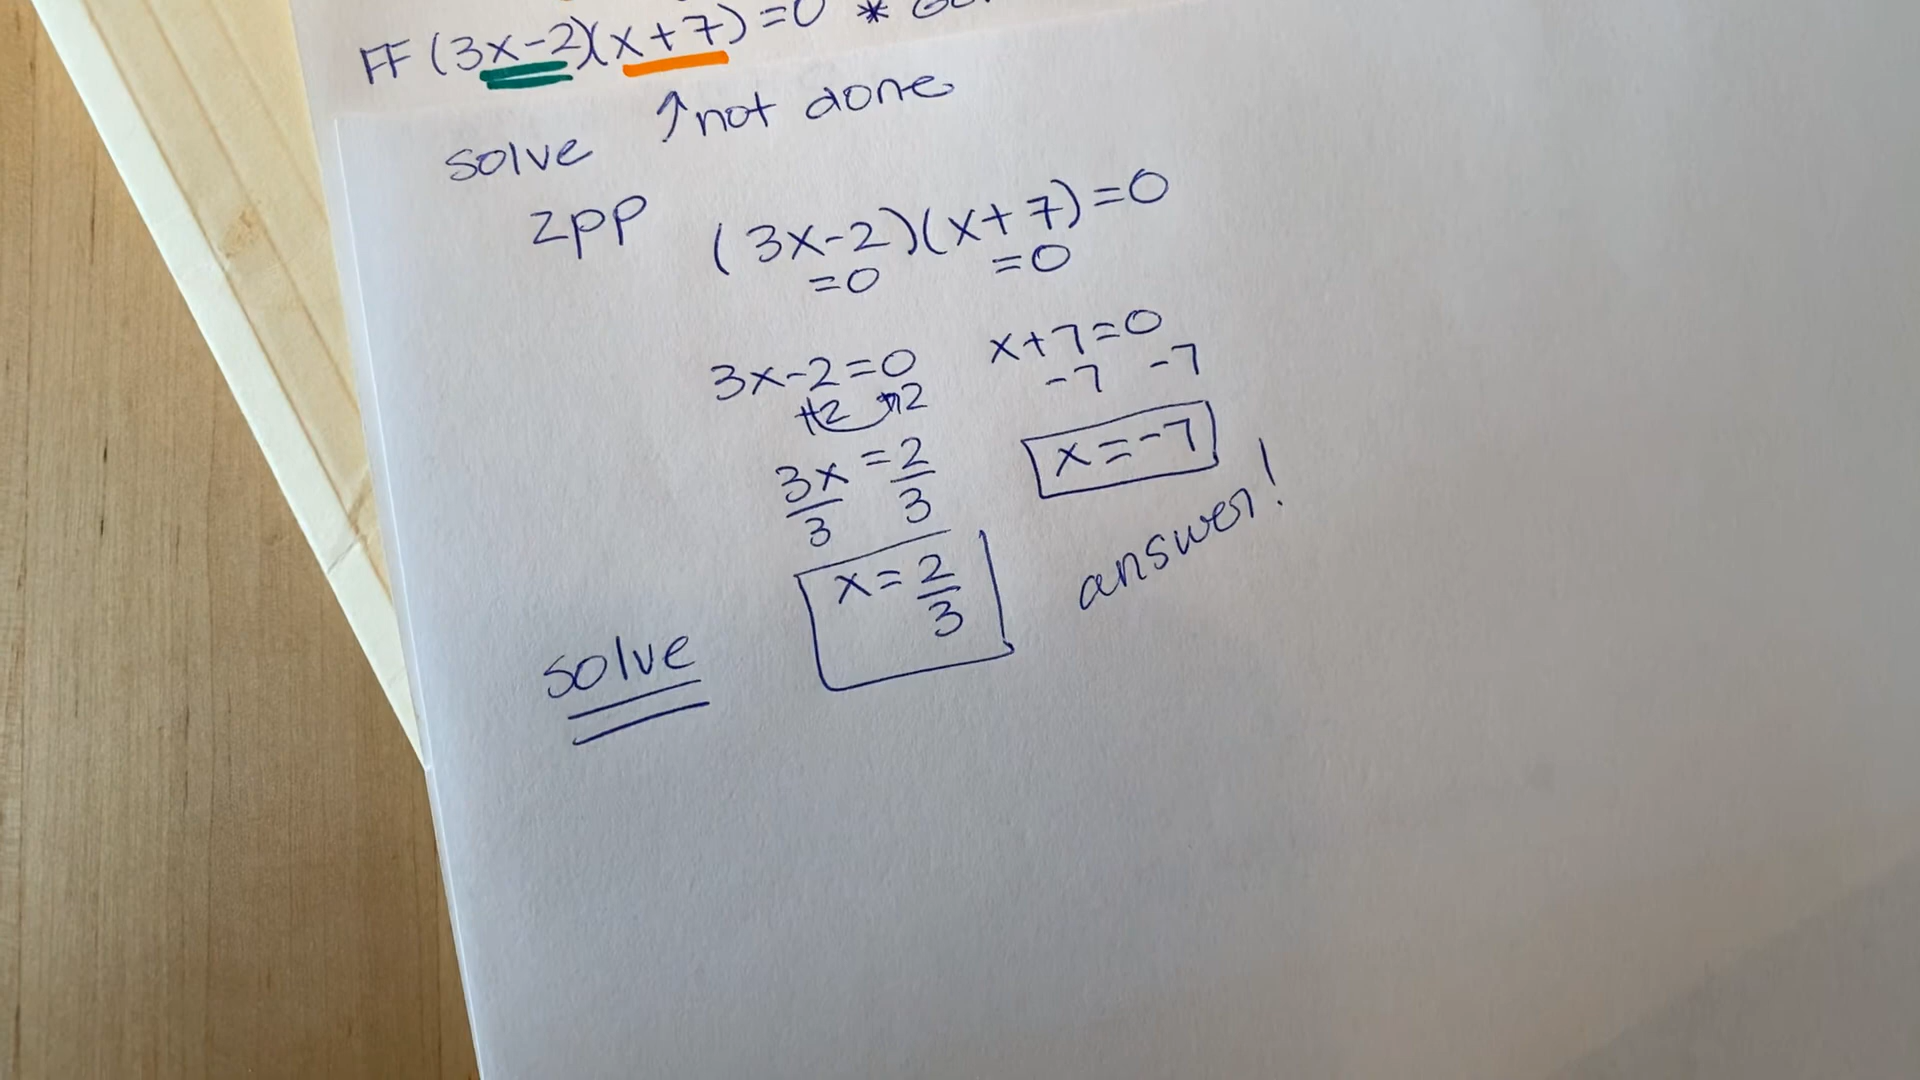 FF (3x-2)(x+7)=0 *
solve ↑not done
zpp (3x-2)(x+7)=0
=0 =0
3x-2=0 x+7=0
+2 +2 -7 -7
3x/3 = 2/3 x=-7
x=2/3 answer!
solve